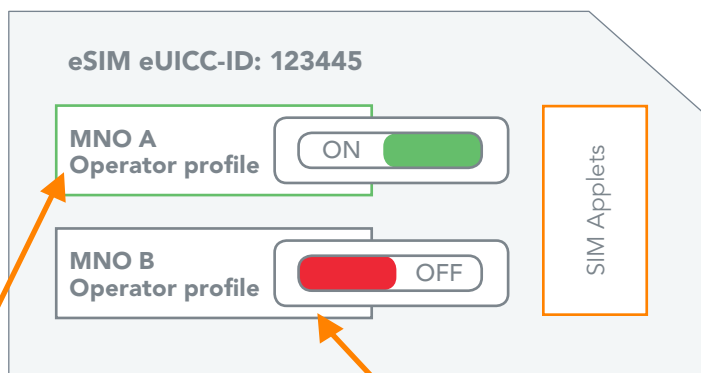 eSIM eUICC-ID: 123445
MNO A
Operator profile
ON
MNO B
Operator profile
OFF
SIM Applets